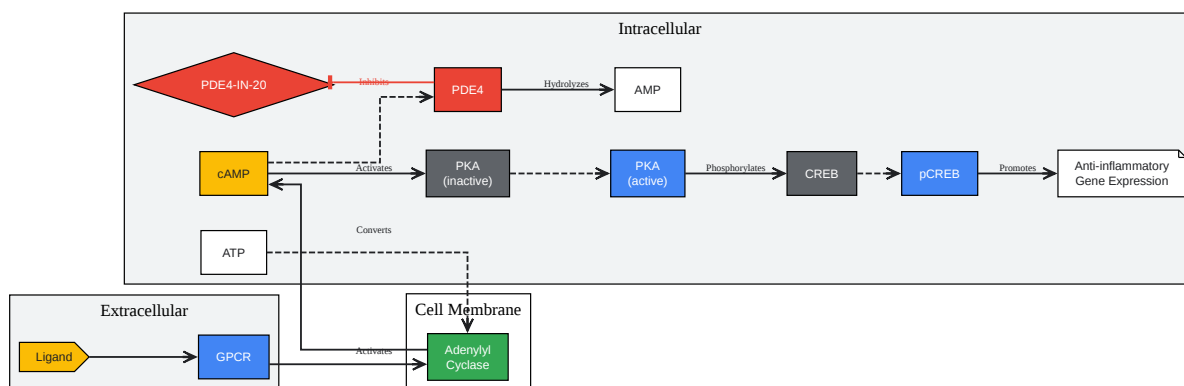 Intracellular
PDE4-IN-20
Inhibits
PDE4
Hydrolyzes
AMP
cAMP
Activates
PKA
(inactive)
PKA
(active)
Phosphorylates
CREB
pCREB
Promotes
Anti-inflammatory
Gene Expression
ATP
Converts
Extracellular
Ligand
GPCR
Activates
Cell Membrane
Adenylyl
Cyclase